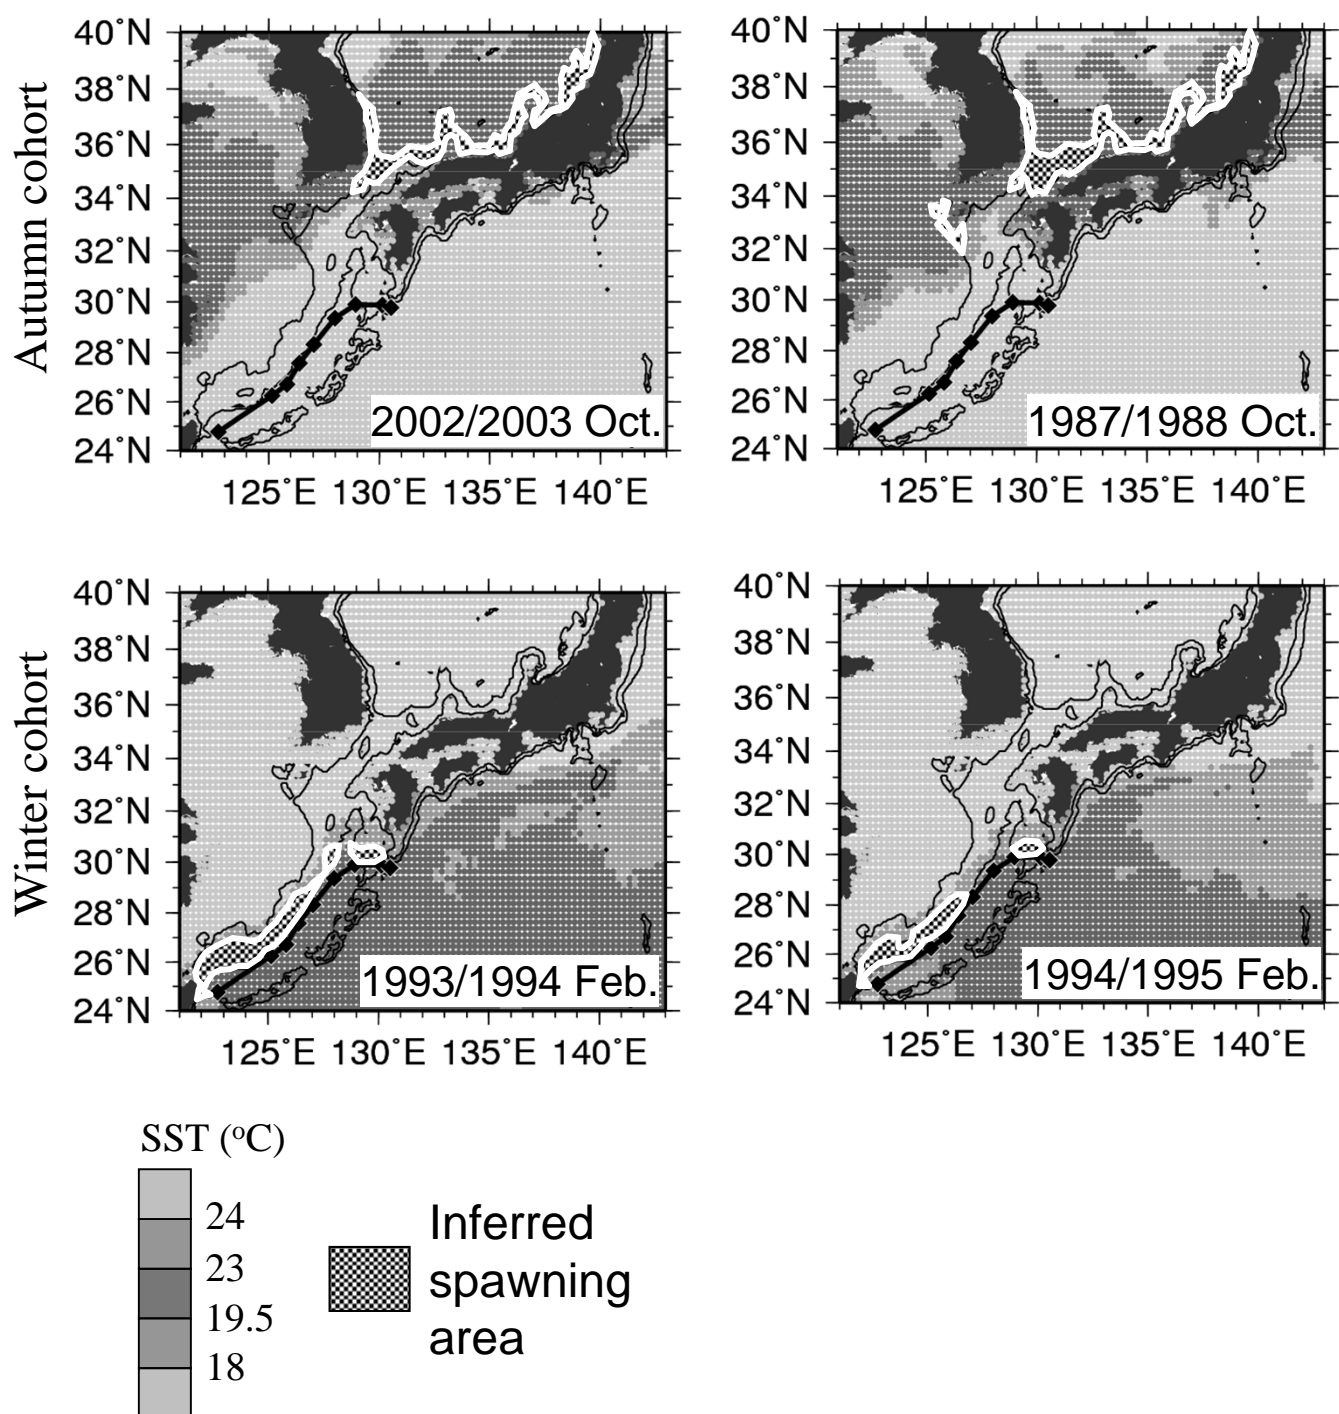 Autumn cohort
40˚N
38˚N
36˚N
34˚N
32˚N
30˚N
28˚N
26˚N
24˚N
2002/2003 Oct.
125˚E 130˚E 135˚E 140˚E
40˚N
38˚N
36˚N
34˚N
32˚N
30˚N
28˚N
26˚N
24˚N
1987/1988 Oct.
125˚E 130˚E 135˚E 140˚E
Winter cohort
40˚N
38˚N
36˚N
34˚N
32˚N
30˚N
28˚N
26˚N
24˚N
1993/1994 Feb.
125˚E 130˚E 135˚E 140˚E
40˚N
38˚N
36˚N
34˚N
32˚N
30˚N
28˚N
26˚N
24˚N
1994/1995 Feb.
125˚E 130˚E 135˚E 140˚E
SST (ºC)
24
23
19.5
18
Inferred
spawning
area